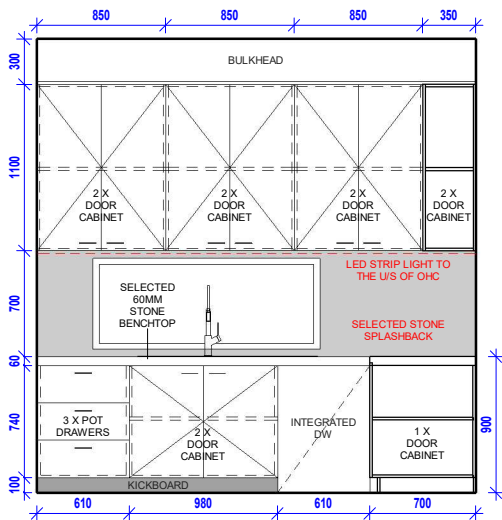 850
850
850
350
300
BULKHEAD
1100
2 X
DOOR
CABINET
2 X
DOOR
CABINET
2 X
DOOR
CABINET
2 X
DOOR
CABINET
LED STRIP LIGHT TO
THE U/S OF OHC
700
SELECTED
60MM
STONE
BENCHTOP
SELECTED STONE
SPLASHBACK
60
740
3 X POT
DRAWERS
2 X
DOOR
CABINET
INTEGRATED
DW
1 X
DOOR
CABINET
900
100
KICKBOARD
610
980
610
700